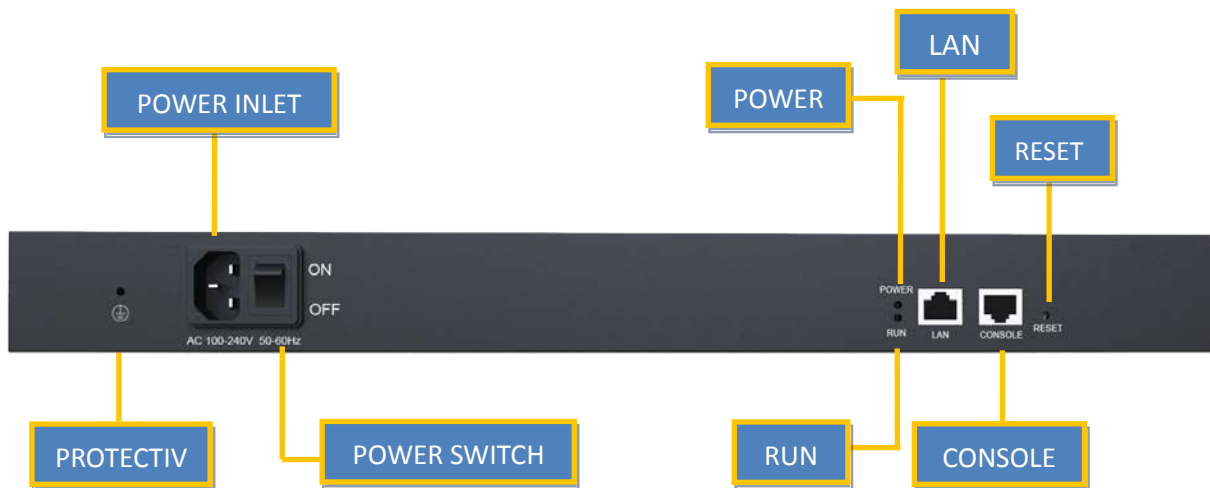 LAN
POWER INLET
POWER
RESET
ON
OFF
AC 100-240V 50-60Hz
POWER
RUN
LAN
CONSOLE
RESET
PROTECTIV
POWER SWITCH
RUN
CONSOLE